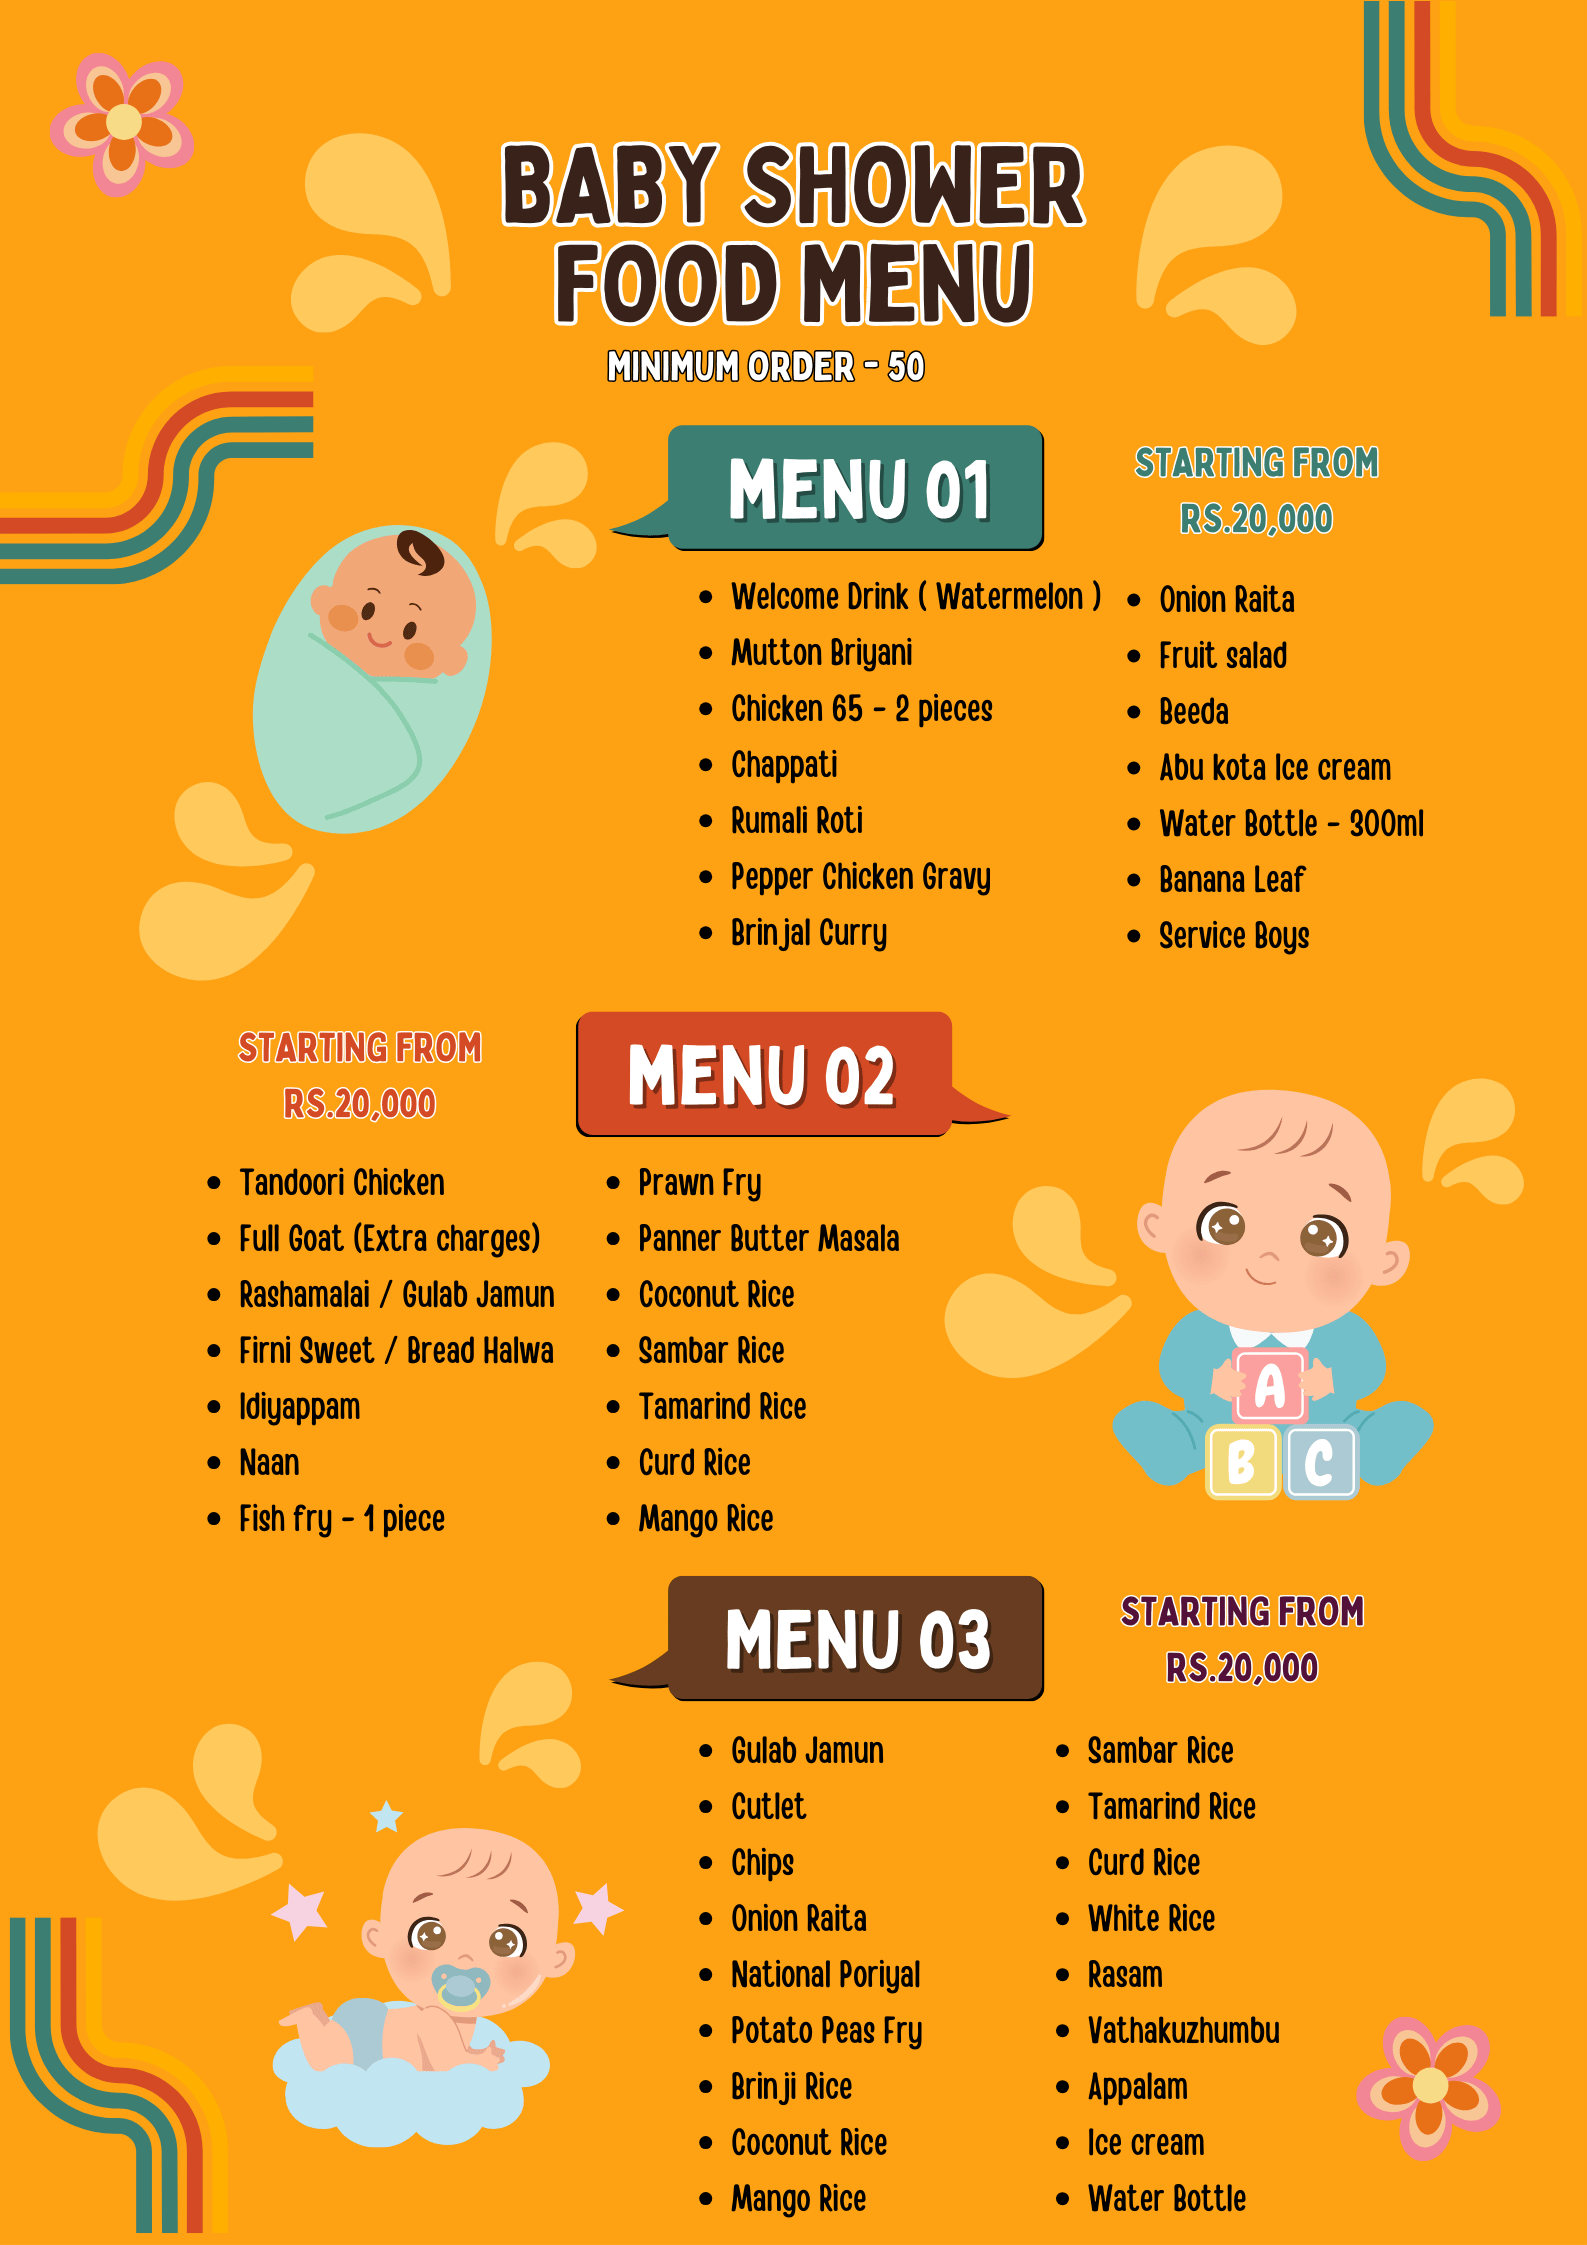 BABY SHOWER
FOOD MENU
MINIMUM ORDER - 50
MENU 01
STARTING FROM
RS.20,000
Welcome Drink ( Watermelon )
Mutton Briyani
Chicken 65 - 2 pieces
Chappati
Rumali Roti
Pepper Chicken Gravy
Brinjal Curry
Onion Raita
Fruit salad
Beeda
Abu kota Ice cream
Water Bottle - 300ml
Banana Leaf
Service Boys
STARTING FROM
RS.20,000
MENU 02
Tandoori Chicken
Full Goat (Extra charges)
Rashamalai / Gulab Jamun
Firni Sweet / Bread Halwa
Idiyappam
Naan
Fish fry - 1 piece
Prawn Fry
Panner Butter Masala
Coconut Rice
Sambar Rice
Tamarind Rice
Curd Rice
Mango Rice
A
B C
MENU 03
STARTING FROM
RS.20,000
Gulab Jamun
Cutlet
Chips
Onion Raita
National Poriyal
Potato Peas Fry
Brinji Rice
Coconut Rice
Mango Rice
Sambar Rice
Tamarind Rice
Curd Rice
White Rice
Rasam
Vathakuzhumbu
Appalam
Ice cream
Water Bottle